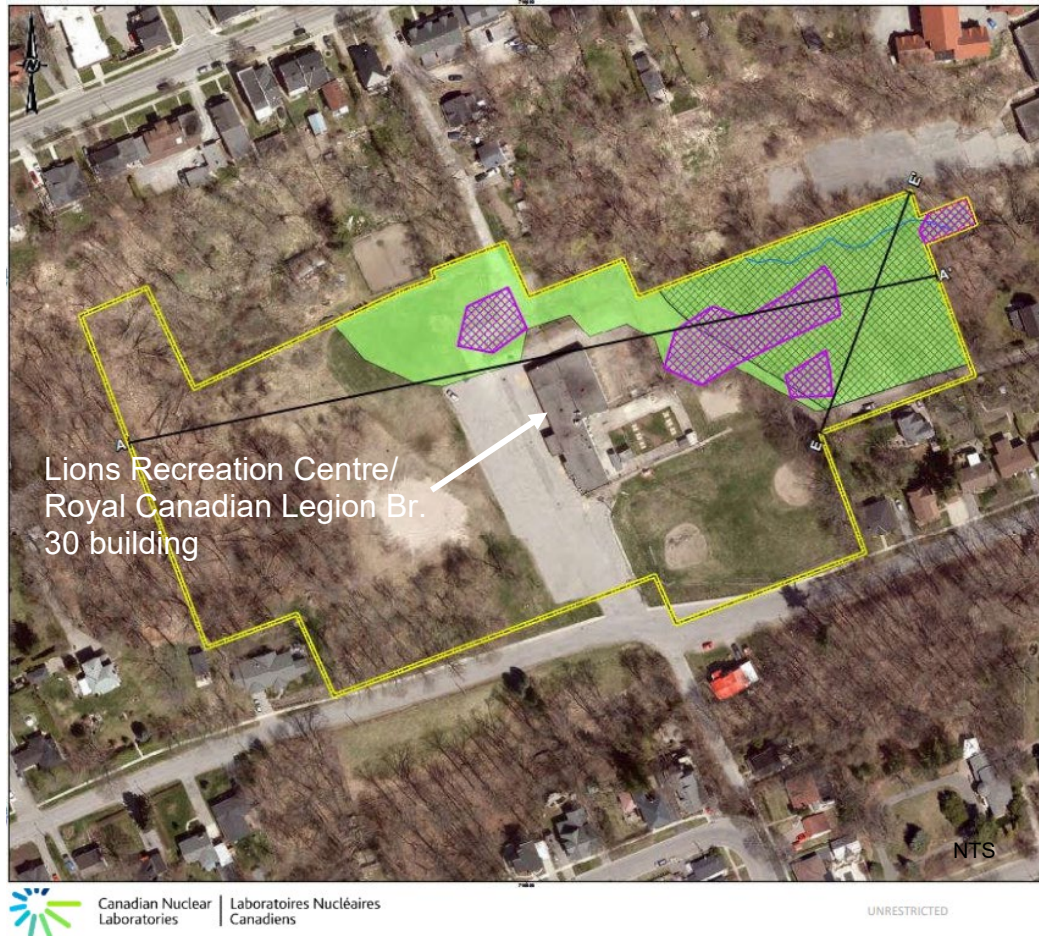 N
E'
A'
A
E
Lions Recreation Centre/
Royal Canadian Legion Br.
30 building
NTS
Canadian Nuclear
Laboratories
Laboratoires Nucléaires
Canadiens
UNRESTRICTED